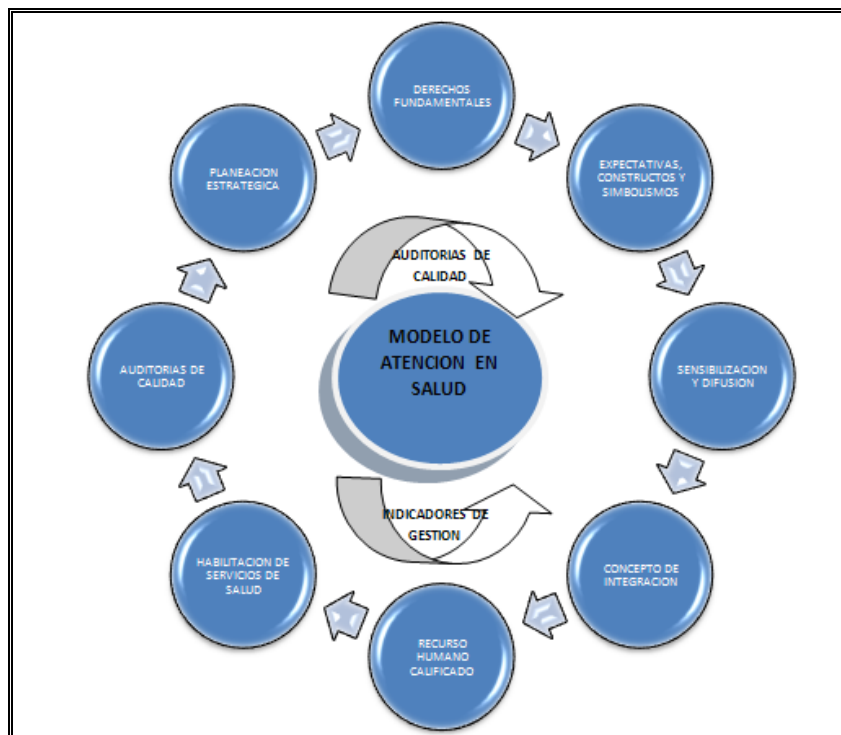 DERECHOS
FUNDAMENTALES
EXPECTATIVAS,
CONSTRUCTOS Y
SIMBOLISMOS
SENSIBILIZACION
Y DIFUSION
CONCEPTO DE
INTEGRACION
RECURSO
HUMANO
CALIFICADO
HABILITACION DE
SERVICIOS DE
SALUD
AUDITORIAS DE
CALIDAD
PLANEACION
ESTRATEGICA
AUDITORIAS DE
CALIDAD
MODELO DE
ATENCION EN
SALUD
INDICADORES DE
GESTION